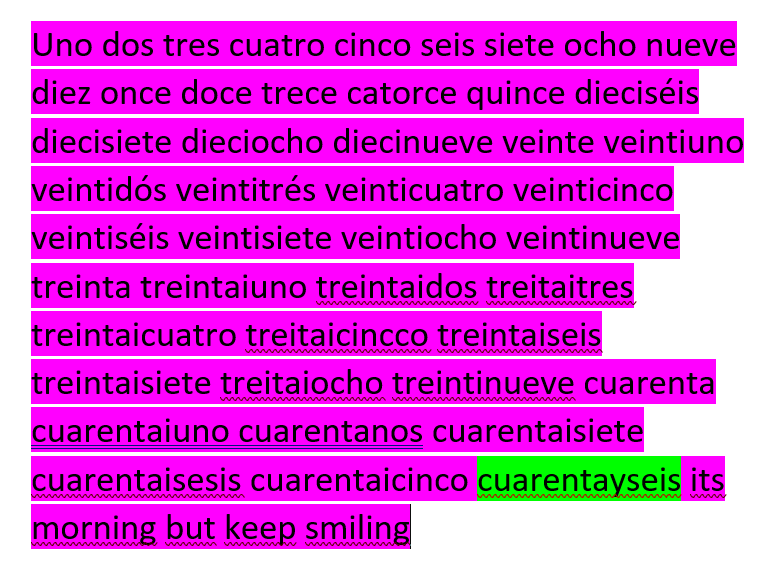 Uno dos tres cuatro cinco seis siete ocho nueve
diez once doce trece catorce quince dieciséis
diecisiete dieciocho diecinueve veinte veintiuno
veintidós veintitrés veinticuatro veinticinco
veintiséis veintisiete veintiocho veintinueve
treinta treintaiuno treintaidos treitaitres
treintaicuatro treitaicincco treintaiseis
treintaisiete treitaiocho treintinueve cuarenta
cuarentaiuno cuarentanos cuarentaisiete
cuarentaisesis cuarentaicinco cuarentayseis its
morning but keep smiling